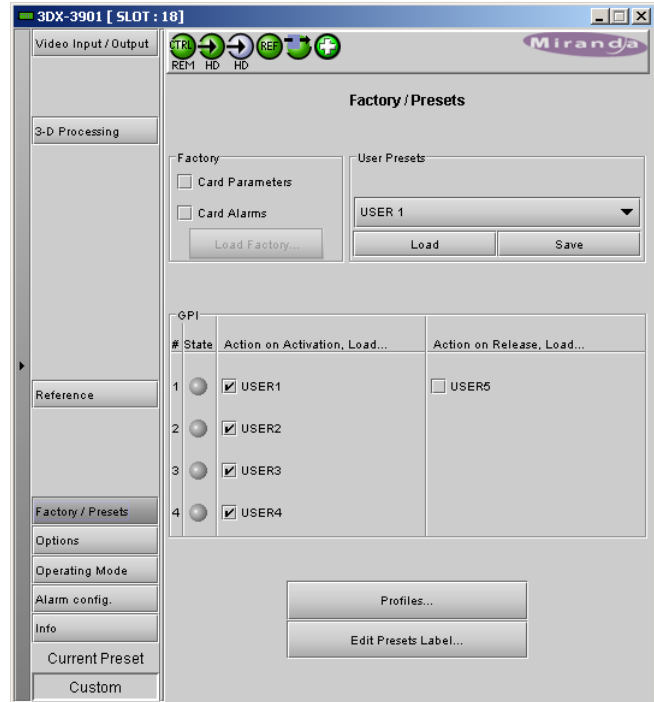 3DX-3901 [ SLOT : 18]
Video Input / Output
CTRL
REF
REM HD HD
Miranda
Factory / Presets
3-D Processing
Factory
Card Parameters
Card Alarms
Load Factory...
User Presets
USER 1
Load
Save
GPI
# State Action on Activation, Load... Action on Release, Load...
1 USER1 USER5
2 USER2
3 USER3
4 USER4
Reference
Factory / Presets
Options
Operating Mode
Alarm config.
Info
Current Preset
Custom
Profiles...
Edit Presets Label...